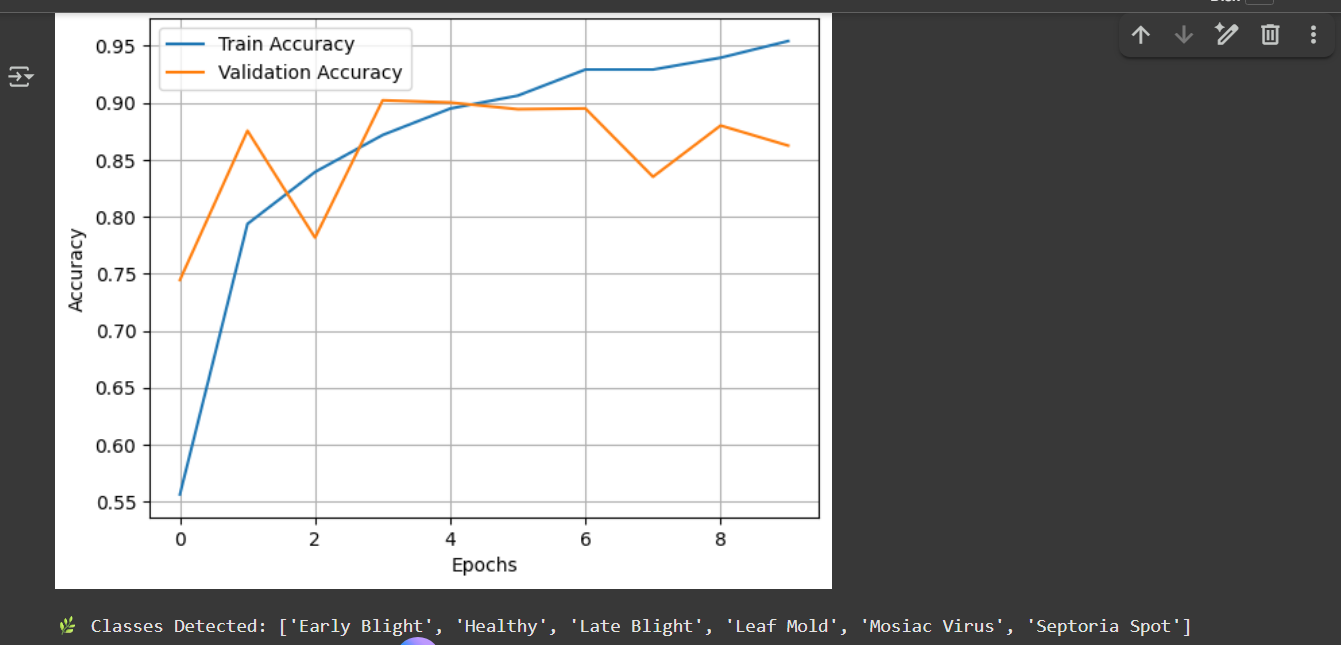 Train Accuracy
Validation Accuracy
0.95
0.90
0.85
0.80
0.75
0.70
0.65
0.60
0.55
Accuracy
0 2 4 6 8
Epochs
Classes Detected: ['Early Blight', 'Healthy', 'Late Blight', 'Leaf Mold', 'Mosiac Virus', 'Septoria Spot']